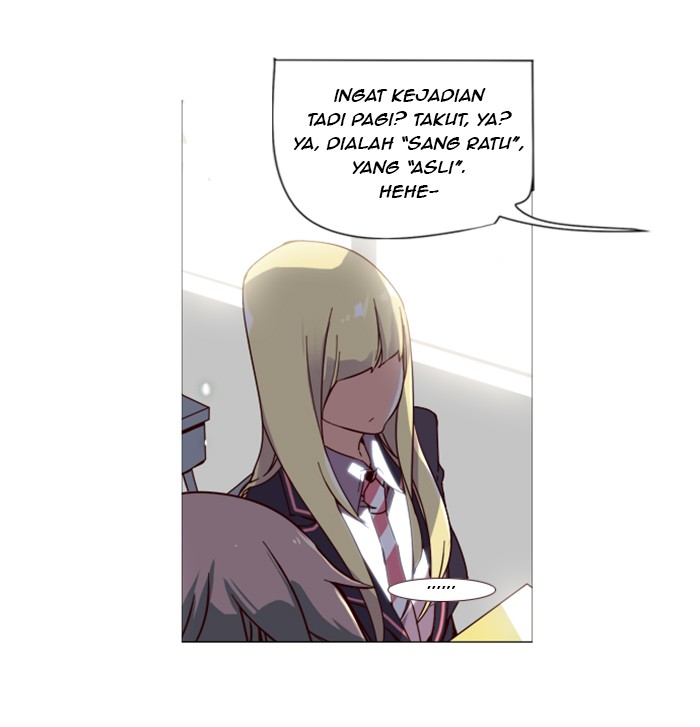 INGAT KEJADIAN
TADI PAGI? TAKUT, YA?
YA, DIALAH "SANG RATU",
YANG "ASLI".
HEHE~
......